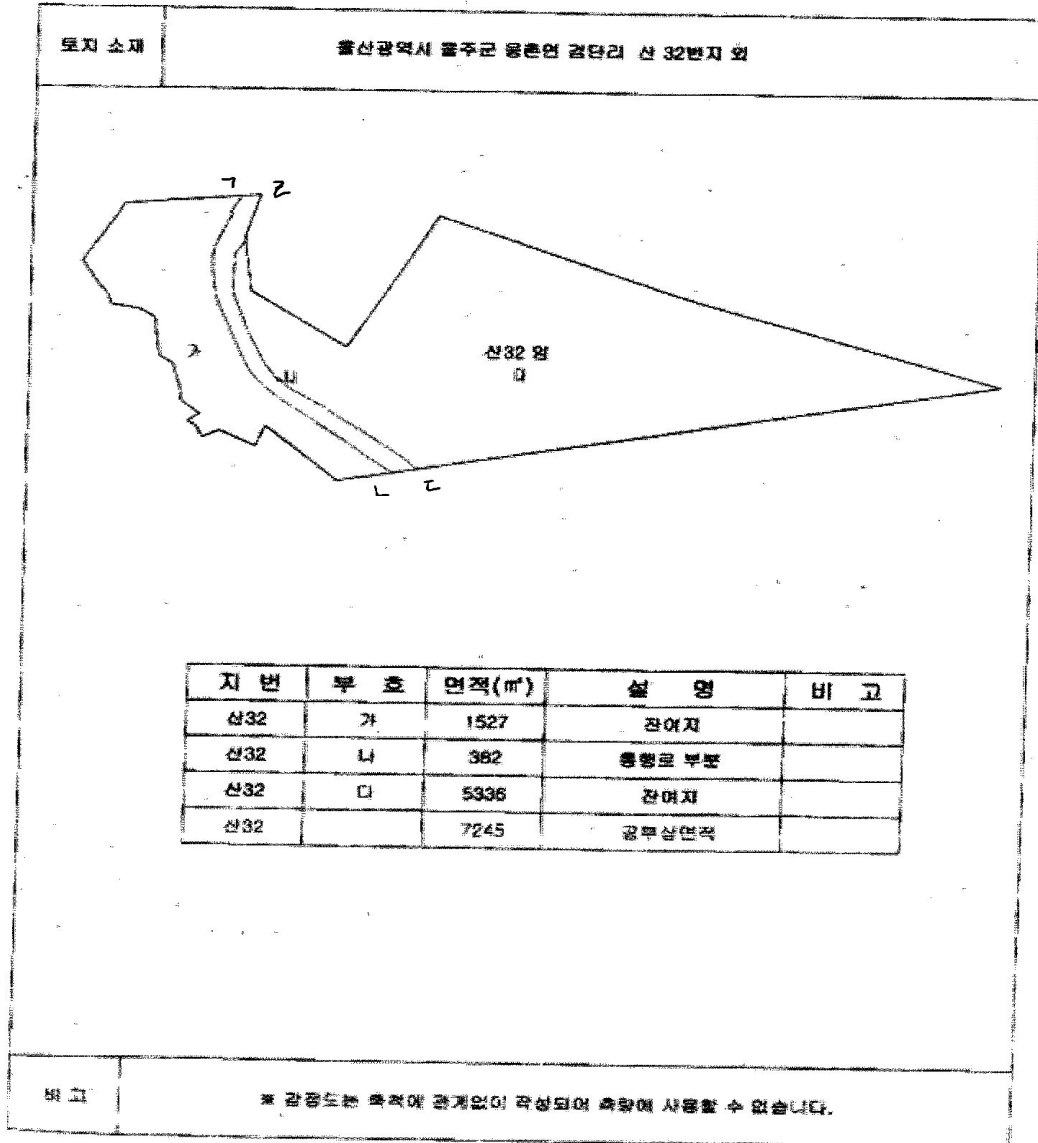 토지 소재
울산광역시 울주군 웅촌면 검단리 산 32번지 외
ㄱ ㄹ
가
나
산32 임
다
ㄴ ㄷ
지 번 부 호 면적(㎡) 설 명 비 고
산32 가 1527 잔여지
산32 나 382 통행로 부분
산32 다 5336 잔여지
산32 7245 공부상면적
비 고
※ 감정도는 축척에 관계없이 작성되어 측량에 사용할 수 없습니다.